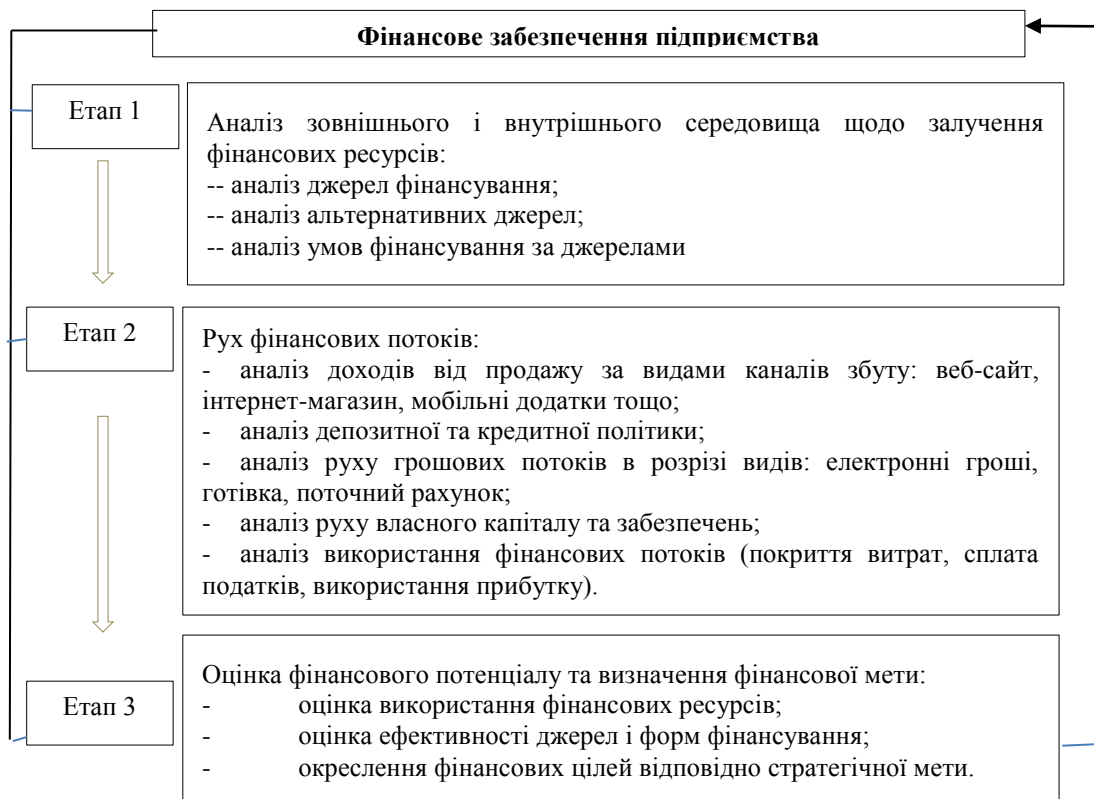 Фінансове забезпечення підприємства
Етап 1
Аналіз зовнішнього і внутрішнього середовища щодо залучення
фінансових ресурсів:
-- аналіз джерел фінансування;
-- аналіз альтернативних джерел;
-- аналіз умов фінансування за джерелами
Етап 2
Рух фінансових потоків:
- аналіз доходів від продажу за видами каналів збуту: веб-сайт,
інтернет-магазин, мобільні додатки тощо;
- аналіз депозитної та кредитної політики;
- аналіз руху грошових потоків в розрізі видів: електронні гроші,
готівка, поточний рахунок;
- аналіз руху власного капіталу та забезпечень;
- аналіз використання фінансових потоків (покриття витрат, сплата
податків, використання прибутку).
Етап 3
Оцінка фінансового потенціалу та визначення фінансової мети:
- оцінка використання фінансових ресурсів;
- оцінка ефективності джерел і форм фінансування;
- окреслення фінансових цілей відповідно стратегічної мети.